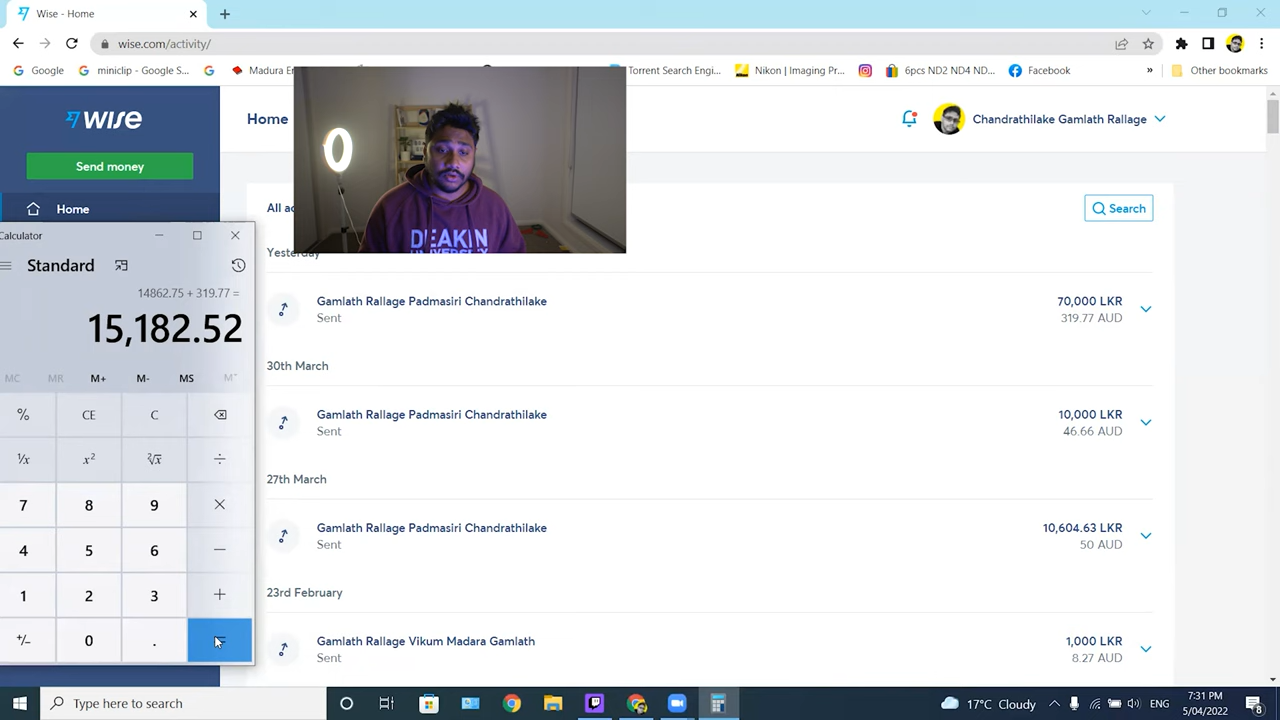 Wise - Home
wise.com/activity/
Google
miniclip - Google S...
Madura En
Torrent Search Engi...
Nikon | Imaging Pr...
6pcs ND2 ND4 ND...
Facebook
»
Other bookmarks
WISE
Send money
Home
Home
Chandrathilake Gamlath Rallage
All ac
Search
Calculator
Standard
14862.75 + 319.77 =
15,182.52
MC MR M+ M- MS M˅
% CE C
⅟x x² ²√x ÷
7 8 9 ×
4 5 6 −
1 2 3 +
+/− 0 . =
Yesterday
Gamlath Rallage Padmasiri Chandrathilake
70,000 LKR
Sent
319.77 AUD
30th March
Gamlath Rallage Padmasiri Chandrathilake
10,000 LKR
Sent
46.66 AUD
27th March
Gamlath Rallage Padmasiri Chandrathilake
10,604.63 LKR
Sent
50 AUD
23rd February
Gamlath Rallage Vikum Madara Gamlath
1,000 LKR
Sent
8.27 AUD
DEAKIN
UNIVERSITY
Type here to search
17°C Cloudy
ENG
7:31 PM
5/04/2022
8